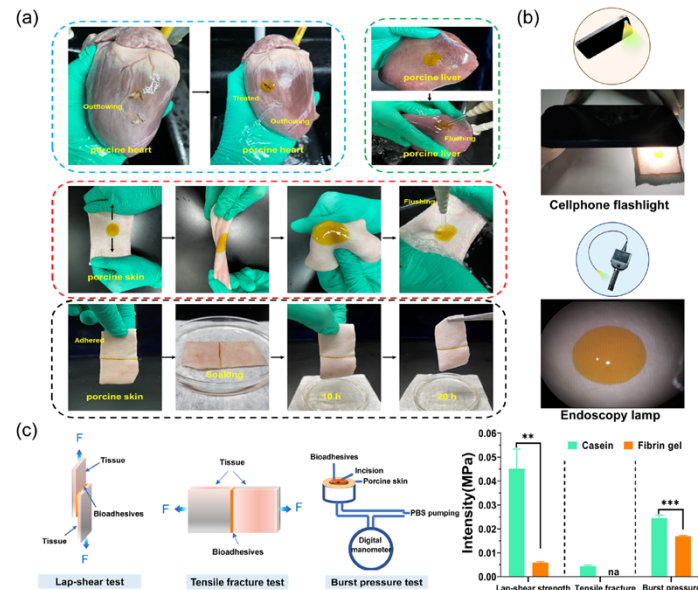 (a)
Outflowing
porcine heart
Treated
Outflowing
porcine heart
porcine liver
Flushing
porcine liver
porcine skin
Flushing
Adhered
porcine skin
Soaking
10 h
20 h
(b)
Cellphone flashlight
Endoscopy lamp
(c)
F
Tissue
Bioadhesives
Tissue
F
Lap-shear test
Tissue
F
F
Bioadhesives
Tensile fracture test
Bioadhesives
Incision
Porcine skin
PBS pumping
Digital
manometer
Burst pressure test
Casein
Fibrin gel
Intensity(MPa)
0.06
0.05
0.04
0.03
0.02
0.01
0.00
**
na
***
Lap-shear strength
Tensile fracture
Burst pressure